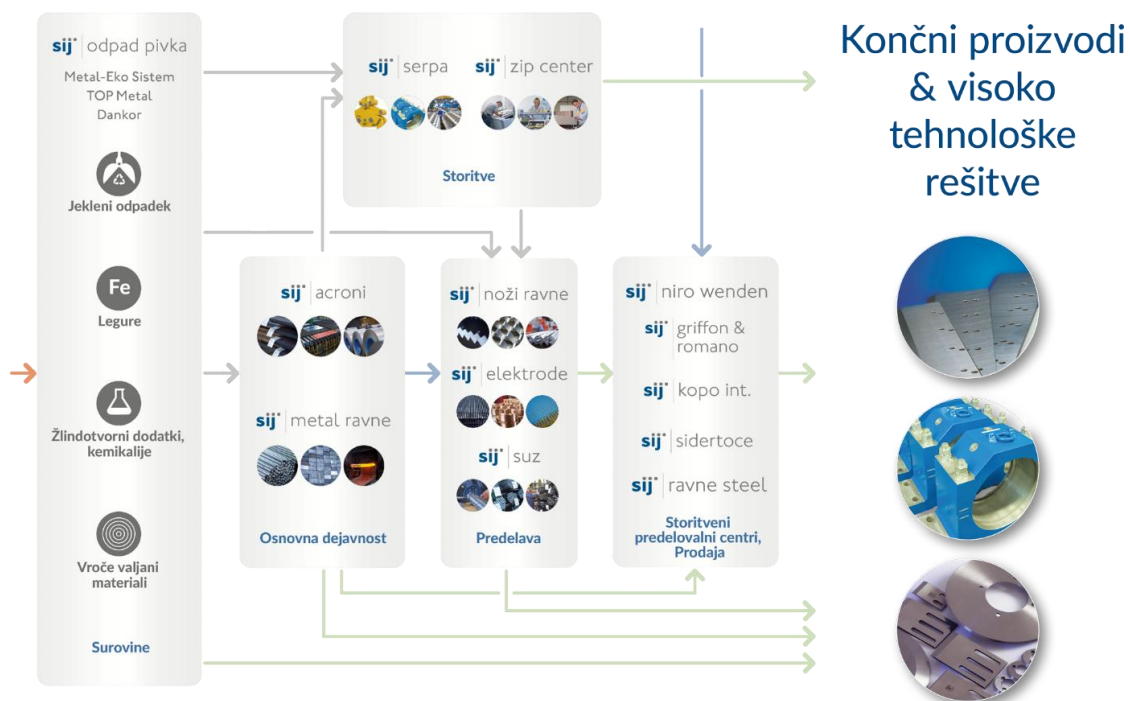 sij odpad pivka
Metal-Eko Sistem
TOP Metal
Dankor
Jekleni odpadek
Fe
Legure
Žlindotvorni dodatki,
kemikalije
Vroče valjani
materiali
Surovine
sij serpa
sij zip center
Storitve
sij acroni
sij metal ravne
Osnovna dejavnost
sij noži ravne
sij elektrode
sij suz
Predelava
sij niro wenden
sij griffon &
romano
sij kopo int.
sij sidertoce
sij ravne steel
Storitveni
predelovalni centri,
Prodaja
Končni proizvodi
& visoko
tehnološke
rešitve